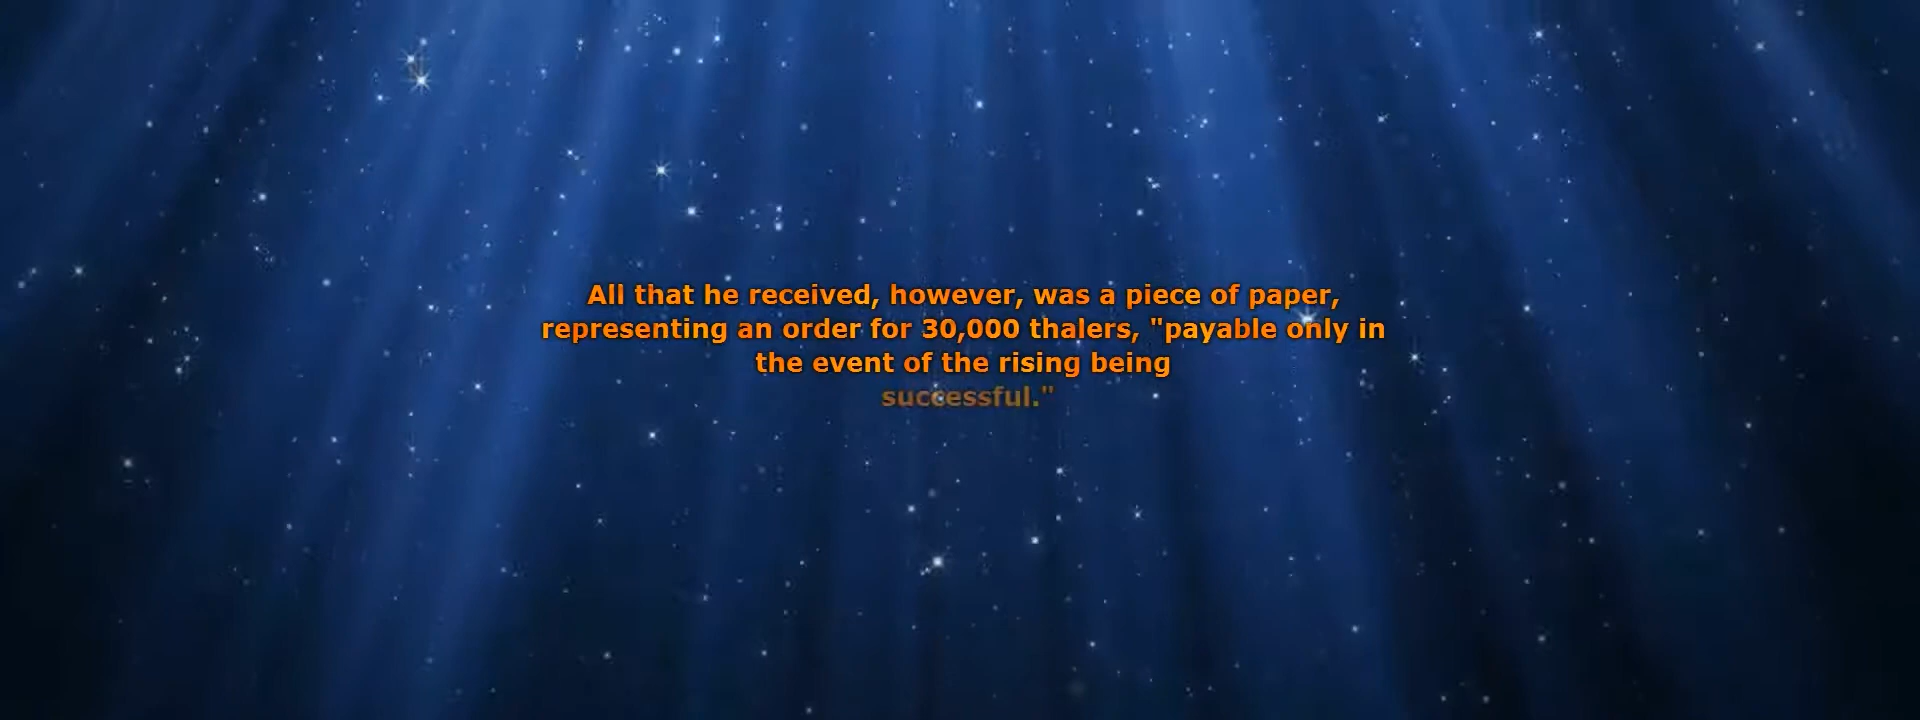 All that he received, however, was a piece of paper,
representing an order for 30,000 thalers, "payable only in
the event of the rising being
successful."